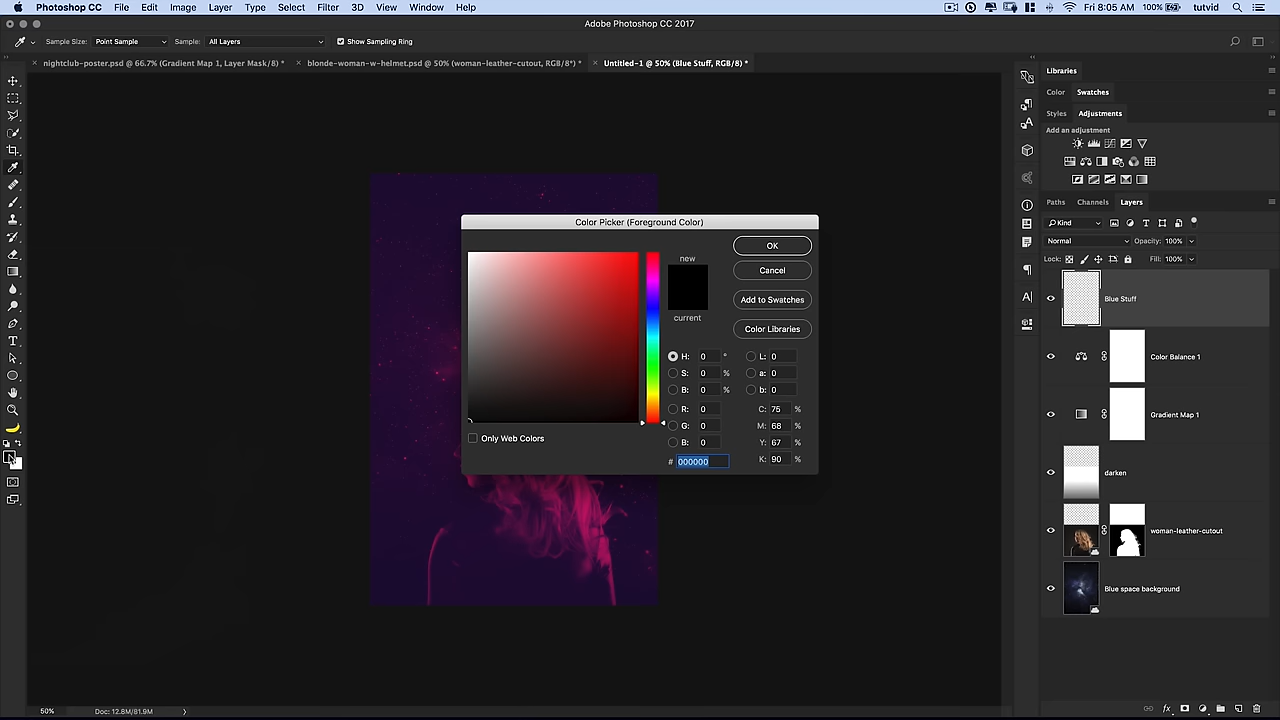 Photoshop CC File Edit Image Layer Type Select Filter 3D View Window Help 100% Fri 8:05 AM tutvid
Adobe Photoshop CC 2017
Sample Size: Point Sample Sample: All Layers Show Sampling Ring
nightclub-poster.psd @ 66.7% (Gradient Map 1, Layer Mask/8) * blonde-woman-w-helmet.psd @ 50% (woman-leather-cutout, RGB/8*) * Untitled-1 @ 50% (Blue Stuff, RGB/8) *
Libraries
Color Swatches
Styles Adjustments
Add an adjustment
Paths Channels Layers
Kind
Normal Opacity: 100%
Lock: Fill: 100%
Blue Stuff
Color Balance 1
Gradient Map 1
darken
woman-leather-cutout
Blue space background
Color Picker (Foreground Color)
new
current
OK
Cancel
Add to Swatches
Color Libraries
H: 0 ° L: 0
S: 0 % a: 0
B: 0 % b: 0
R: 0 C: 75 %
G: 0 M: 68 %
B: 0 Y: 67 %
# 000000 K: 90 %
Only Web Colors
50% Doc: 12.8M/81.9M